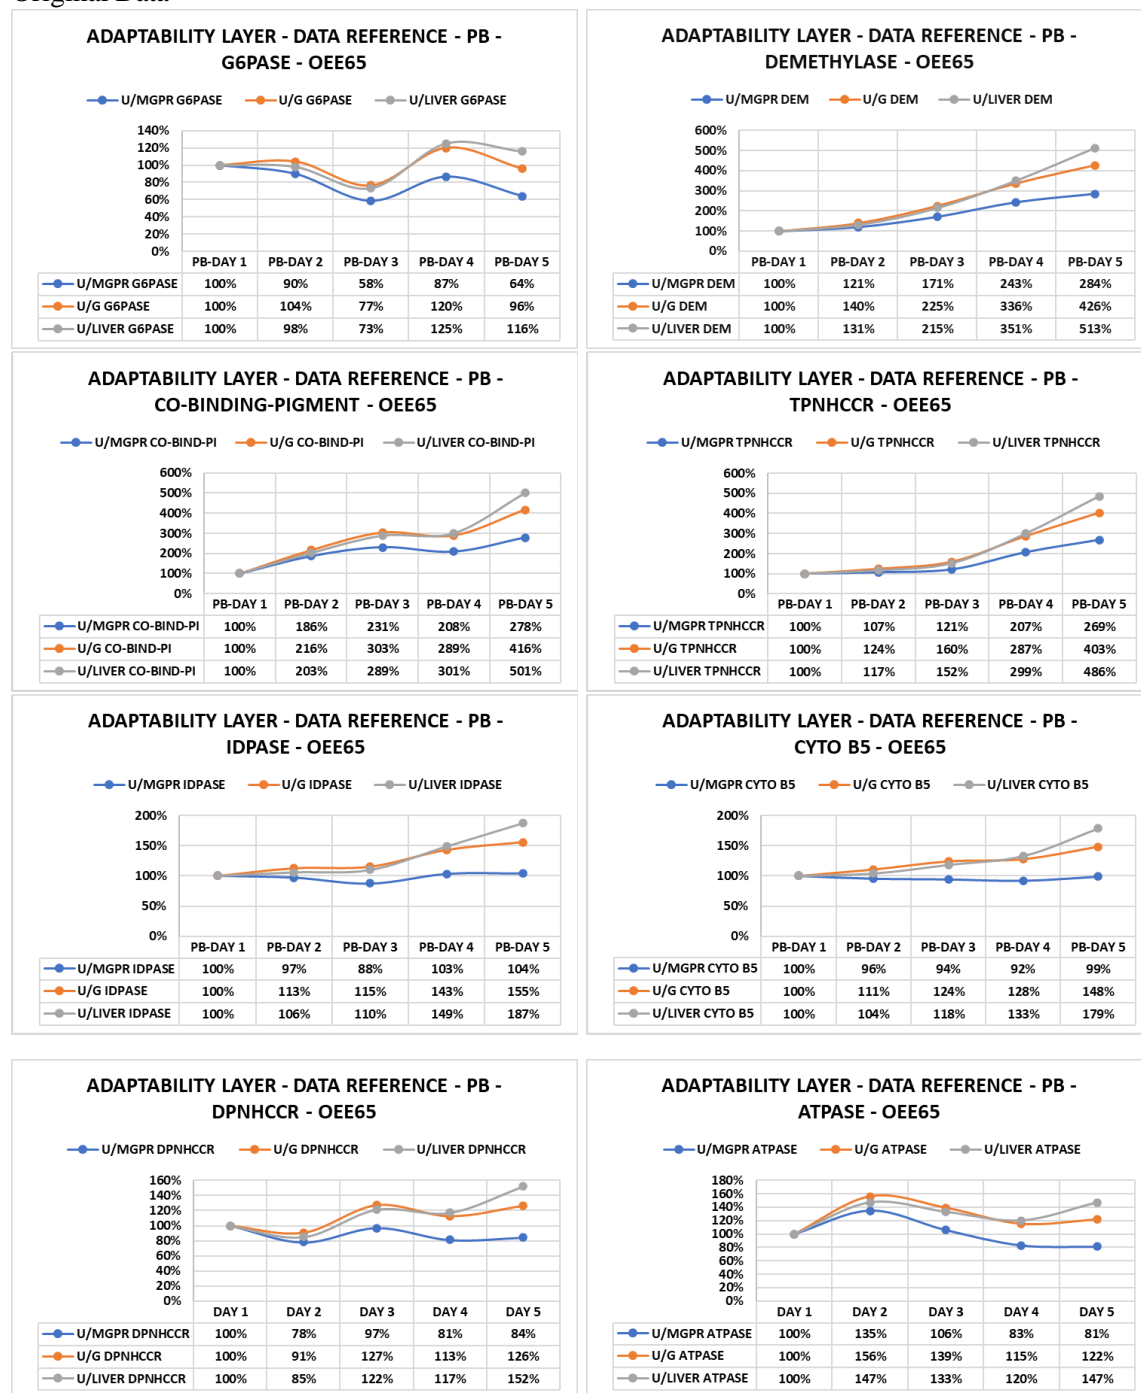 Original Data
ADAPTABILITY LAYER - DATA REFERENCE - PB -
G6PASE - OEE65
U/MGPR G6PASE U/G G6PASE U/LIVER G6PASE
140%
120%
100%
80%
60%
40%
20%
0%
PB-DAY 1 PB-DAY 2 PB-DAY 3 PB-DAY 4 PB-DAY 5
U/MGPR G6PASE 100% 90% 58% 87% 64%
U/G G6PASE 100% 104% 77% 120% 96%
U/LIVER G6PASE 100% 98% 73% 125% 116%
ADAPTABILITY LAYER - DATA REFERENCE - PB -
DEMETHYLASE - OEE65
U/MGPR DEM U/G DEM U/LIVER DEM
600%
500%
400%
300%
200%
100%
0%
PB-DAY 1 PB-DAY 2 PB-DAY 3 PB-DAY 4 PB-DAY 5
U/MGPR DEM 100% 121% 171% 243% 284%
U/G DEM 100% 140% 225% 336% 426%
U/LIVER DEM 100% 131% 215% 351% 513%
ADAPTABILITY LAYER - DATA REFERENCE - PB -
CO-BINDING-PIGMENT - OEE65
U/MGPR CO-BIND-PI U/G CO-BIND-PI U/LIVER CO-BIND-PI
600%
500%
400%
300%
200%
100%
0%
PB-DAY 1 PB-DAY 2 PB-DAY 3 PB-DAY 4 PB-DAY 5
U/MGPR CO-BIND-PI 100% 186% 231% 208% 278%
U/G CO-BIND-PI 100% 216% 303% 289% 416%
U/LIVER CO-BIND-PI 100% 203% 289% 301% 501%
ADAPTABILITY LAYER - DATA REFERENCE - PB -
TPNHCCR - OEE65
U/MGPR TPNHCCR U/G TPNHCCR U/LIVER TPNHCCR
600%
500%
400%
300%
200%
100%
0%
PB-DAY 1 PB-DAY 2 PB-DAY 3 PB-DAY 4 PB-DAY 5
U/MGPR TPNHCCR 100% 107% 121% 207% 269%
U/G TPNHCCR 100% 124% 160% 287% 403%
U/LIVER TPNHCCR 100% 117% 152% 299% 486%
ADAPTABILITY LAYER - DATA REFERENCE - PB -
IDPASE - OEE65
U/MGPR IDPASE U/G IDPASE U/LIVER IDPASE
200%
150%
100%
50%
0%
PB-DAY 1 PB-DAY 2 PB-DAY 3 PB-DAY 4 PB-DAY 5
U/MGPR IDPASE 100% 97% 88% 103% 104%
U/G IDPASE 100% 113% 115% 143% 155%
U/LIVER IDPASE 100% 106% 110% 149% 187%
ADAPTABILITY LAYER - DATA REFERENCE - PB -
CYTO B5 - OEE65
U/MGPR CYTO B5 U/G CYTO B5 U/LIVER CYTO B5
200%
150%
100%
50%
0%
PB-DAY 1 PB-DAY 2 PB-DAY 3 PB-DAY 4 PB-DAY 5
U/MGPR CYTO B5 100% 96% 94% 92% 99%
U/G CYTO B5 100% 111% 124% 128% 148%
U/LIVER CYTO B5 100% 104% 118% 133% 179%
ADAPTABILITY LAYER - DATA REFERENCE - PB -
DPNHCCR - OEE65
U/MGPR DPNHCCR U/G DPNHCCR U/LIVER DPNHCCR
160%
140%
120%
100%
80%
60%
40%
20%
0%
DAY 1 DAY 2 DAY 3 DAY 4 DAY 5
U/MGPR DPNHCCR 100% 78% 97% 81% 84%
U/G DPNHCCR 100% 91% 127% 113% 126%
U/LIVER DPNHCCR 100% 85% 122% 117% 152%
ADAPTABILITY LAYER - DATA REFERENCE - PB -
ATPASE - OEE65
U/MGPR ATPASE U/G ATPASE U/LIVER ATPASE
180%
160%
140%
120%
100%
80%
60%
40%
20%
0%
DAY 1 DAY 2 DAY 3 DAY 4 DAY 5
U/MGPR ATPASE 100% 135% 106% 83% 81%
U/G ATPASE 100% 156% 139% 115% 122%
U/LIVER ATPASE 100% 147% 133% 120% 147%